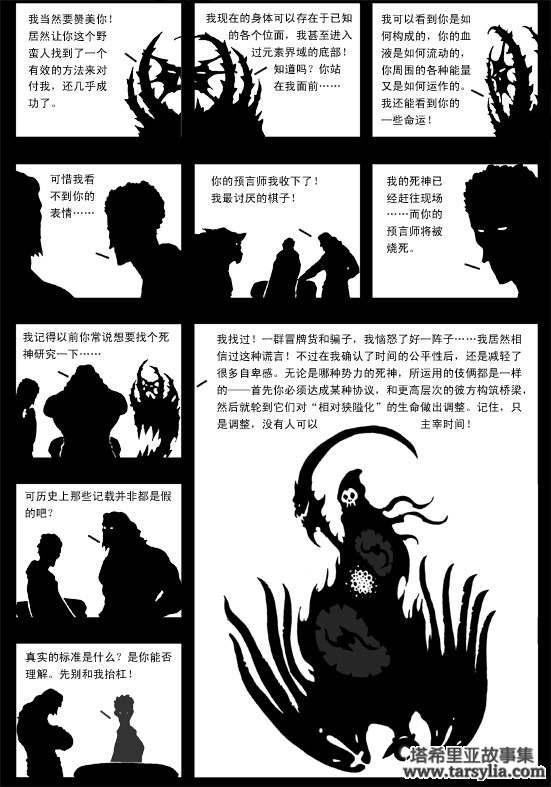 我当然要赞美你！
居然让你这个野
蛮人找到了一个
有效的方法来对
付我，还几乎成
功了。
我现在的身体可以存在于已知
的各个位面，我甚至进入
过元素界域的底部！
知道吗？你站
在我面前……
我可以看到你是如
何构成的，你的血
液是如何流动的，
你周围的各种能量
又是如何运作的。
我还能看到你的
一些命运！
可惜我看
不到你的
表情……
你的预言师我收下了！
我最讨厌的棋子！
我的死神已
经赶往现场
……而你的
预言师将被
烧死。
我记得以前你常说想要找个死
神研究一下……
我找过！一群冒牌货和骗子，我恼怒了好一阵子……我居然相
信过这种谎言！不过在我确认了时间的公平性后，还是减轻了
很多自卑感。无论是哪种势力的死神，所运用的伎俩都是一样
的——首先你必须达成某种协议，和更高层次的彼方构筑桥梁，
然后就轮到它们对“相对狭隘化”的生命做出调整。记住，只
是调整，没有人可以 主宰时间！
可历史上那些记载并非都是假
的吧？
真实的标准是什么？是你能否
理解。先别和我抬杠！
C塔希里亚故事集
www.tarsylia.com